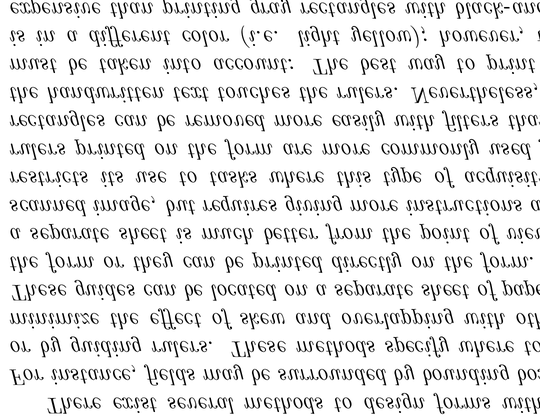 There exist several methods to design forms with
For instance, fields may be surrounded by bounding bo
or by guiding rulers. These methods specify where to
minimize the effect of skew and overlapping with oth
These guides can be located on a separate sheet of pape
the form or they can be printed directly on the form.
a separate sheet is much better from the point of view
scanned image, but requires giving more instructions a
restricts its use to tasks where this type of acquisit
rulers printed on the form are more commonly used
rectangles can be removed more easily with filters tha
the handwritten text touches the rulers. Nevertheless,
must be taken into account: The best way to print
is in a different color (i.e. light yellow); however,
expensive than printing gray rectangles with black-and